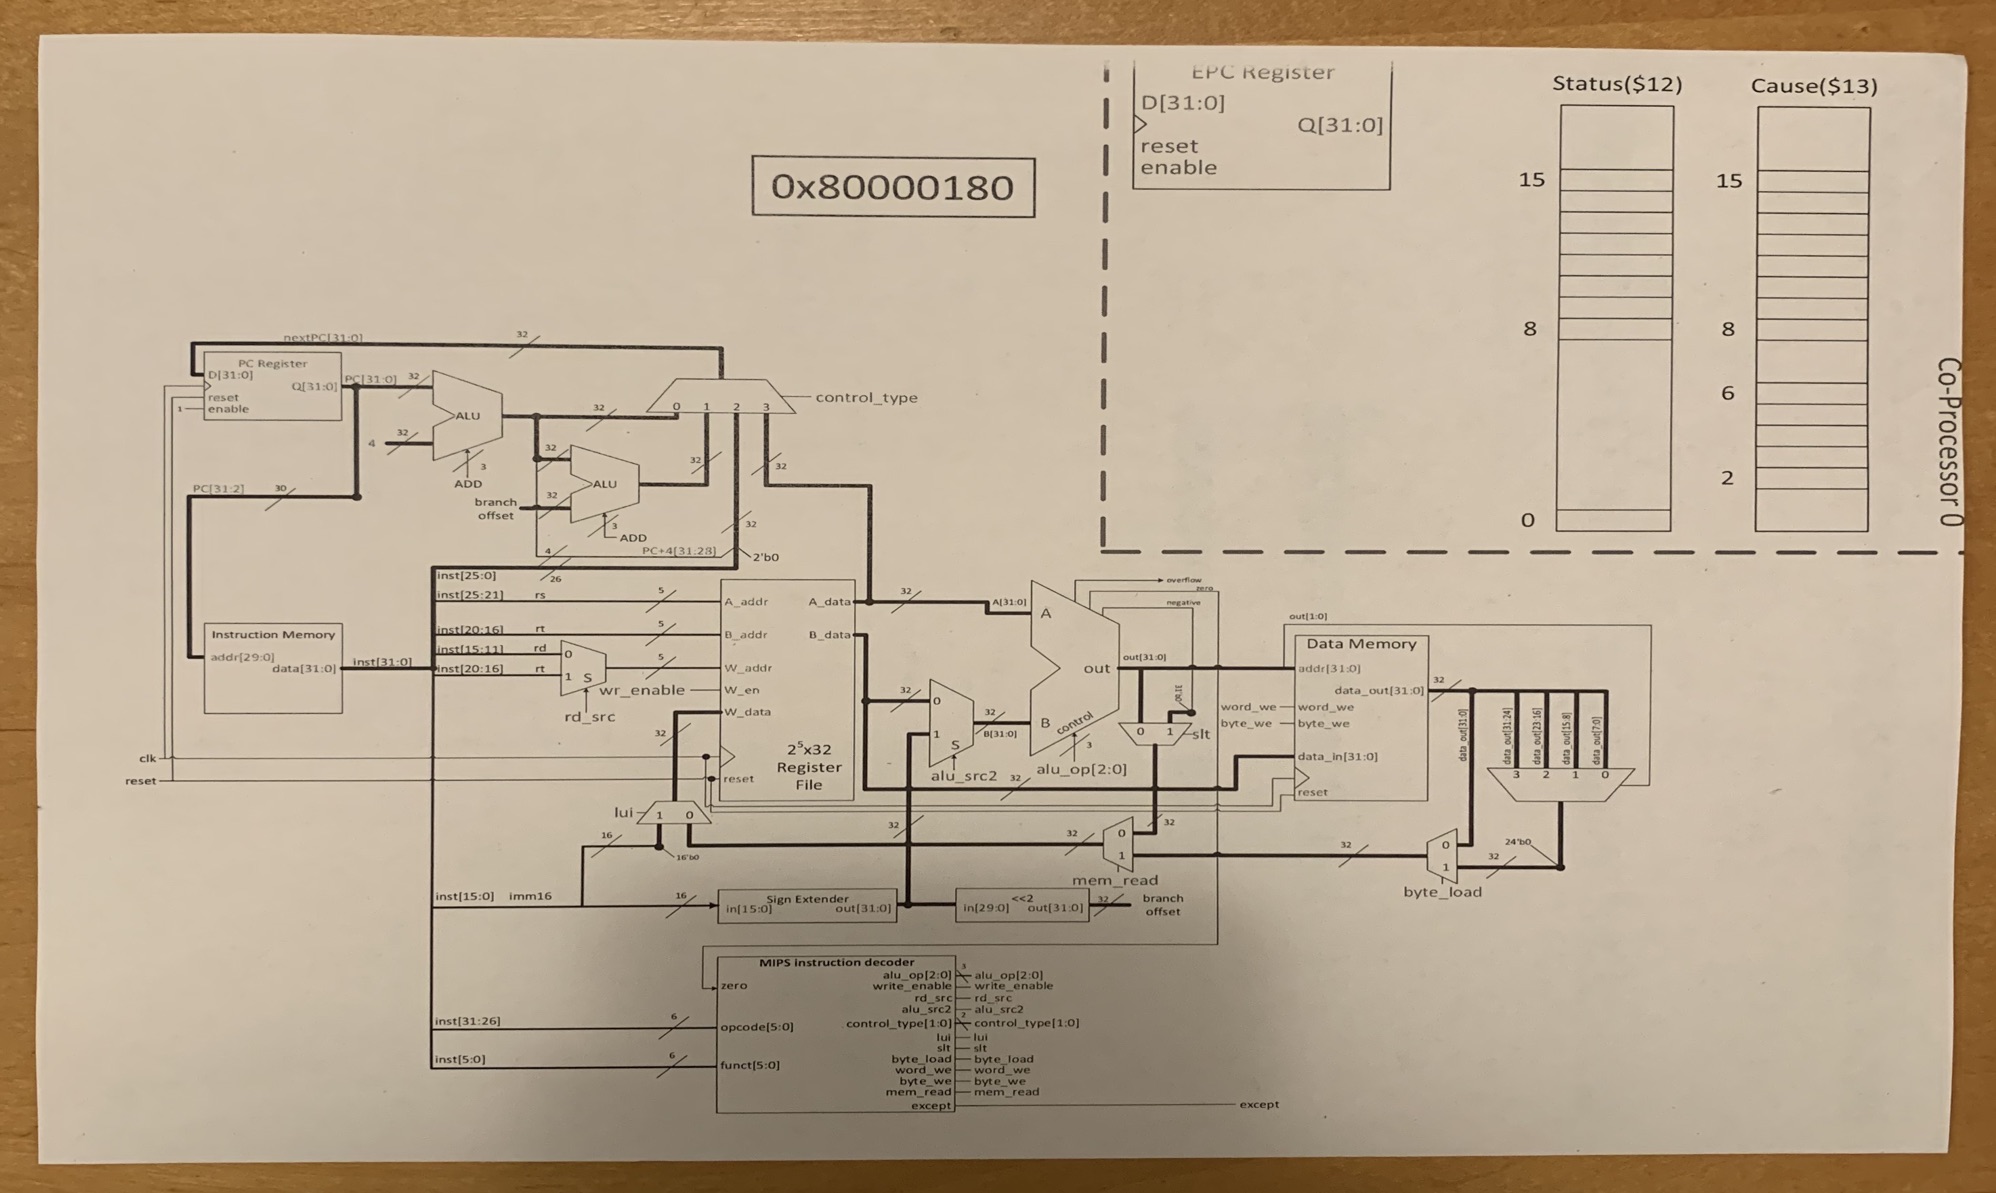 EPC Register
D[31:0]
Q[31:0]
reset
enable
Status($12)
15
8
0
Cause($13)
15
8
6
2
Co-Processor 0
0x80000180
nextPC[31:0]
32
PC Register
D[31:0]
Q[31:0]
reset
1
enable
PC[31:0]
32
ALU
4
32
3
ADD
32
0
1
2
3
control_type
32
ALU
32
32
32
branch
offset
3
ADD
32
PC[31:2]
30
4
PC+4[31:28]
2'b0
inst[25:0]
26
inst[25:21]
rs
5
inst[20:16]
rt
5
inst[15:11]
rd
0
inst[20:16]
rt
1
S
5
rd_src
wr_enable
Instruction Memory
addr[29:0]
data[31:0]
inst[31:0]
A_addr
A_data
B_addr
B_data
W_addr
W_en
W_data
2⁵x32
Register
File
reset
32
32
A[31:0]
A
B
out
control
3
alu_op[2:0]
overflow
zero
negative
out[31:0]
0
1
slt
32
0
1
S
alu_src2
32
B[31:0]
32
out[1:0]
Data Memory
addr[31:0]
data_out[31:0]
word_we
word_we
byte_we
byte_we
data_in[31:0]
reset
32
data_out[31:0]
data_out[31:24]
data_out[23:16]
data_out[15:8]
data_out[7:0]
3
2
1
0
clk
reset
lui
1
0
16
16'b0
32
32
0
1
mem_read
32
32
0
1
byte_load
24'b0
32
inst[15:0]
imm16
16
Sign Extender
in[15:0]
out[31:0]
<<2
in[29:0]
out[31:0]
32
branch
offset
MIPS instruction decoder
zero
inst[31:26]
6
opcode[5:0]
inst[5:0]
6
funct[5:0]
alu_op[2:0]
3
alu_op[2:0]
write_enable
write_enable
rd_src
rd_src
alu_src2
alu_src2
control_type[1:0]
2
control_type[1:0]
lui
lui
slt
slt
byte_load
byte_load
word_we
word_we
byte_we
byte_we
mem_read
mem_read
except
except